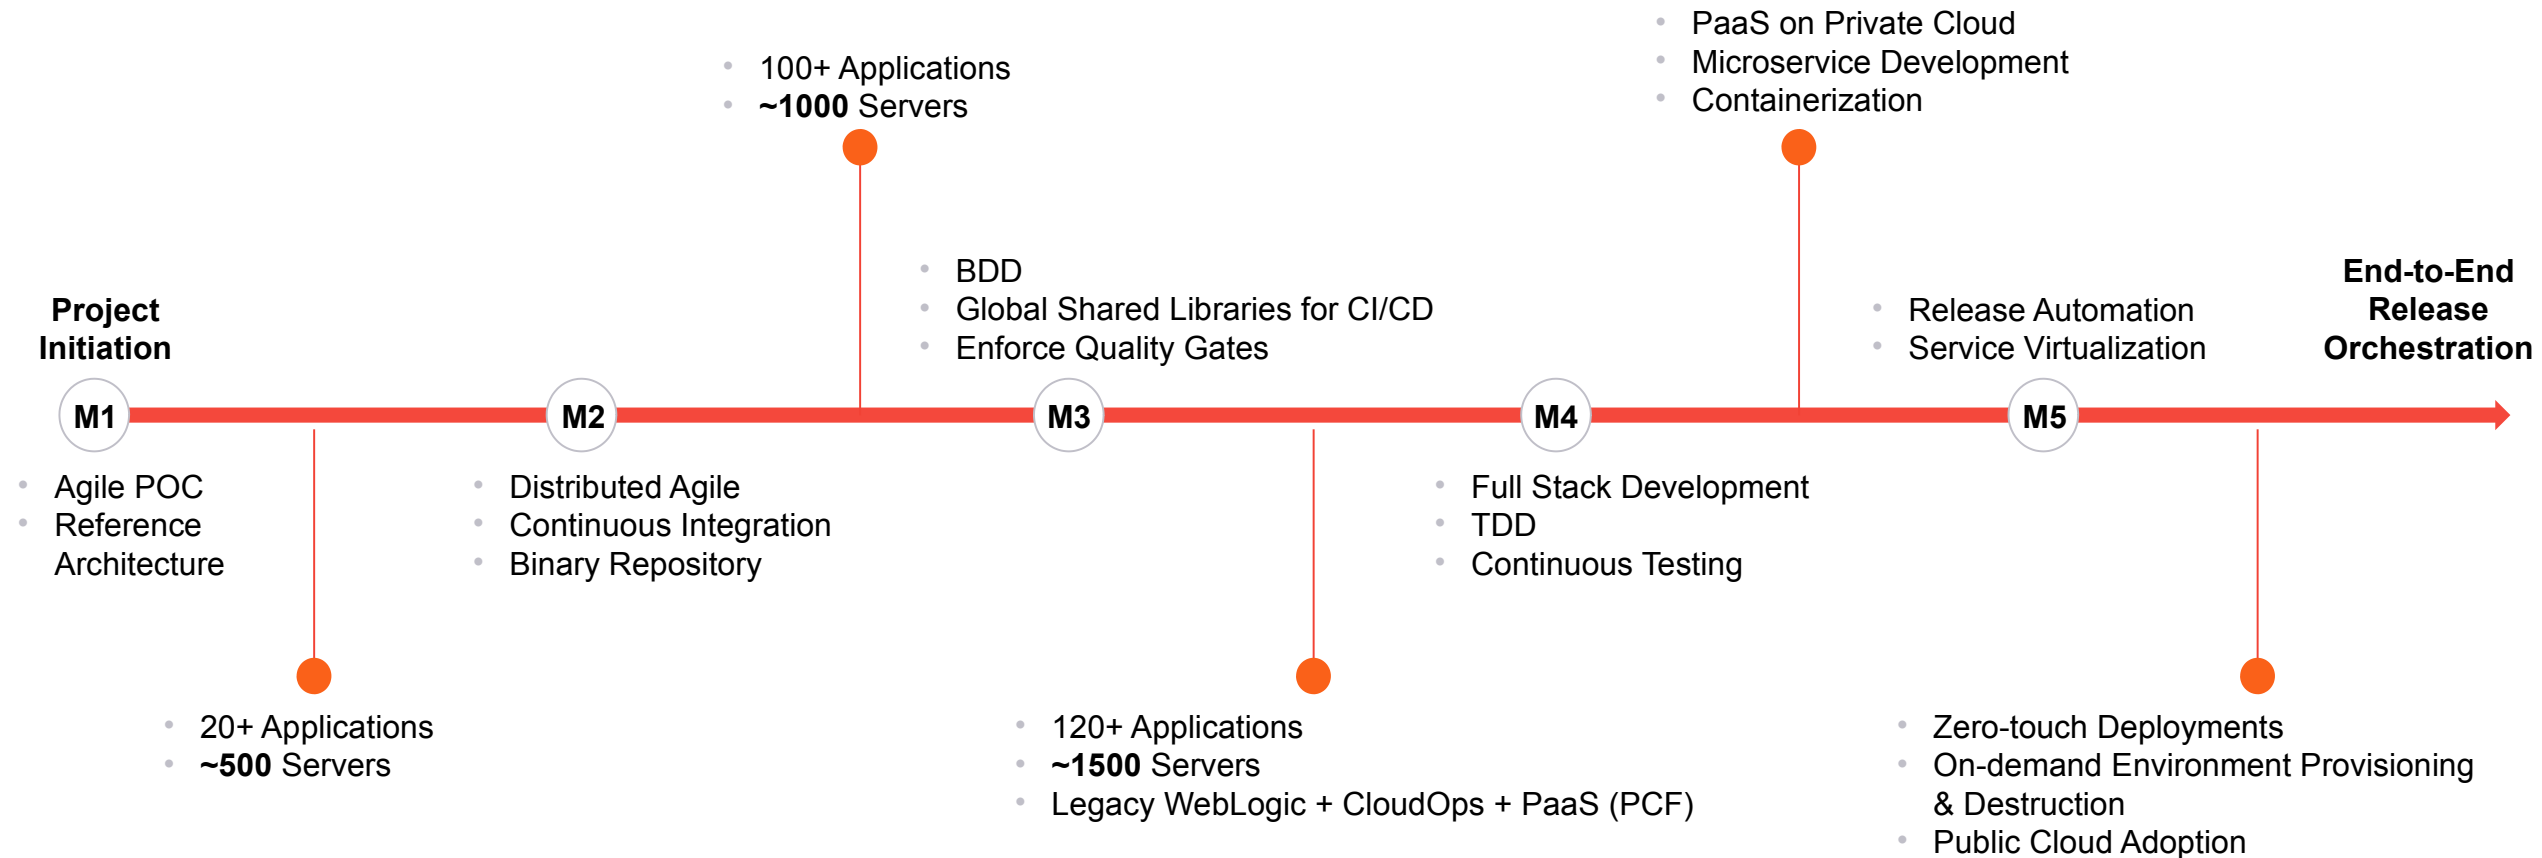 PaaS on Private Cloud
Microservice Development
Containerization
100+ Applications
~1000 Servers
BDD
Global Shared Libraries for CI/CD
Enforce Quality Gates
Project
Initiation
Release Automation
Service Virtualization
End-to-End
Release
Orchestration
M1
M2
M3
M4
M5
Agile POC
Reference
Architecture
Distributed Agile
Continuous Integration
Binary Repository
Full Stack Development
TDD
Continuous Testing
20+ Applications
~500 Servers
120+ Applications
~1500 Servers
Legacy WebLogic + CloudOps + PaaS (PCF)
Zero-touch Deployments
On-demand Environment Provisioning
& Destruction
Public Cloud Adoption